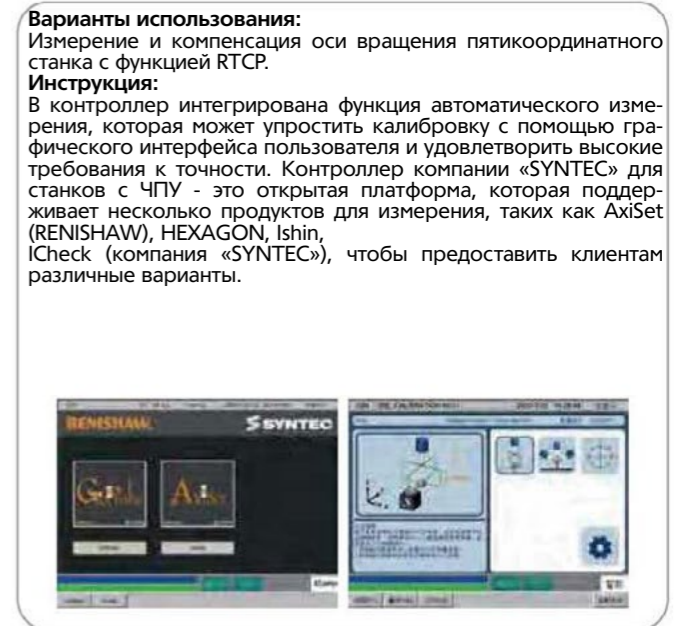 Варианты использования:
Измерение и компенсация оси вращения пятикоординатного
станка с функцией RTCP.
Инструкция:
В контроллер интегрирована функция автоматического изме-
рения, которая может упростить калибровку с помощью гра-
фического интерфейса пользователя и удовлетворить высокие
требования к точности. Контроллер компании «SYNTEC» для
станков с ЧПУ - это открытая платформа, которая поддер-
живает несколько продуктов для измерения, таких как AxiSet
(RENISHAW), HEXAGON, Ishin,
ICheck (компания «SYNTEC»), чтобы предоставить клиентам
различные варианты.
RENISHAW. SYNTEC